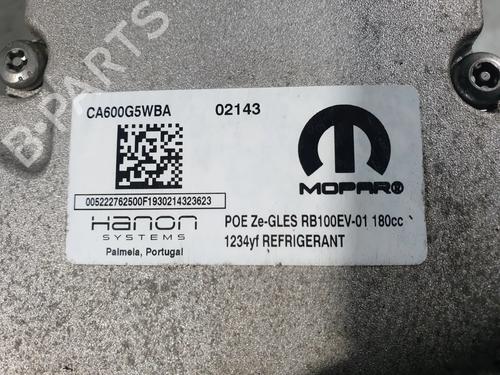 B-PARTS
CA600G5WBA 02143
MOPAR®
005222762500F1930214323623
Hanon
SYSTEMS
Palmela, Portugal
POE Ze-GLES RB100EV-01 180cc
1234yf REFRIGERANT